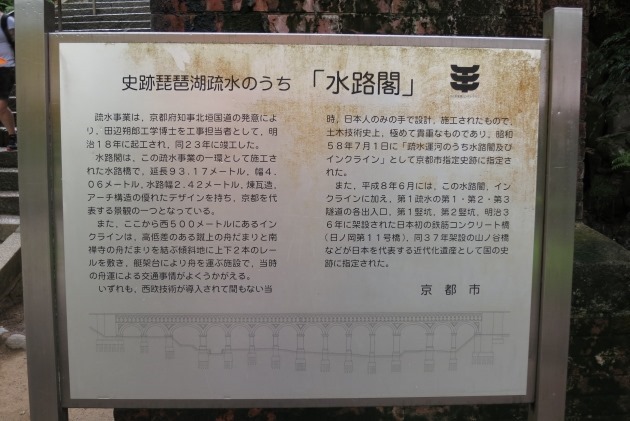 史跡琵琶湖疏水のうち「水路閣」
疏水事業は，京都府知事北垣国道の発意によ
り，田辺朔郎工学博士を工事担当者として，明
治18年に起工され，同23年に竣工した。
水路閣は，この疏水事業の一環として施工さ
れた水路橋で，延長93.17メートル，幅4.
06メートル，水路幅2.42メートル，煉瓦造，
アーチ構造の優れたデザインを持ち，京都を代
表する景観の一つとなっている。
また，ここから西500メートルにあるイン
クラインは，高低差のある蹴上の舟だまりと南
禅寺の舟だまりを結ぶ傾斜地に上下2本のレー
ルを敷き，艇架台により舟を運ぶ施設で，当時
の舟運による交通事情がよくうかがえる。
いずれも，西欧技術が導入されて間もない当
時，日本人のみの手で設計，施工されたもので，
土木技術史上，極めて貴重なものであり，昭和
58年7月1日に「疏水運河のうち水路閣及び
インクライン」として京都市指定史跡に指定さ
れた。
また，平成8年6月には，この水路閣，イン
クラインに加え，第1疏水の第1・第2・第3
隧道の各出入口，第1竪坑，第2竪坑，明治3
6年に架設された日本初の鉄筋コンクリート橋
（日ノ岡第11号橋），同37年架設の山ノ谷橋
などが日本を代表する近代化遺産として国の史
跡に指定された。
京都市